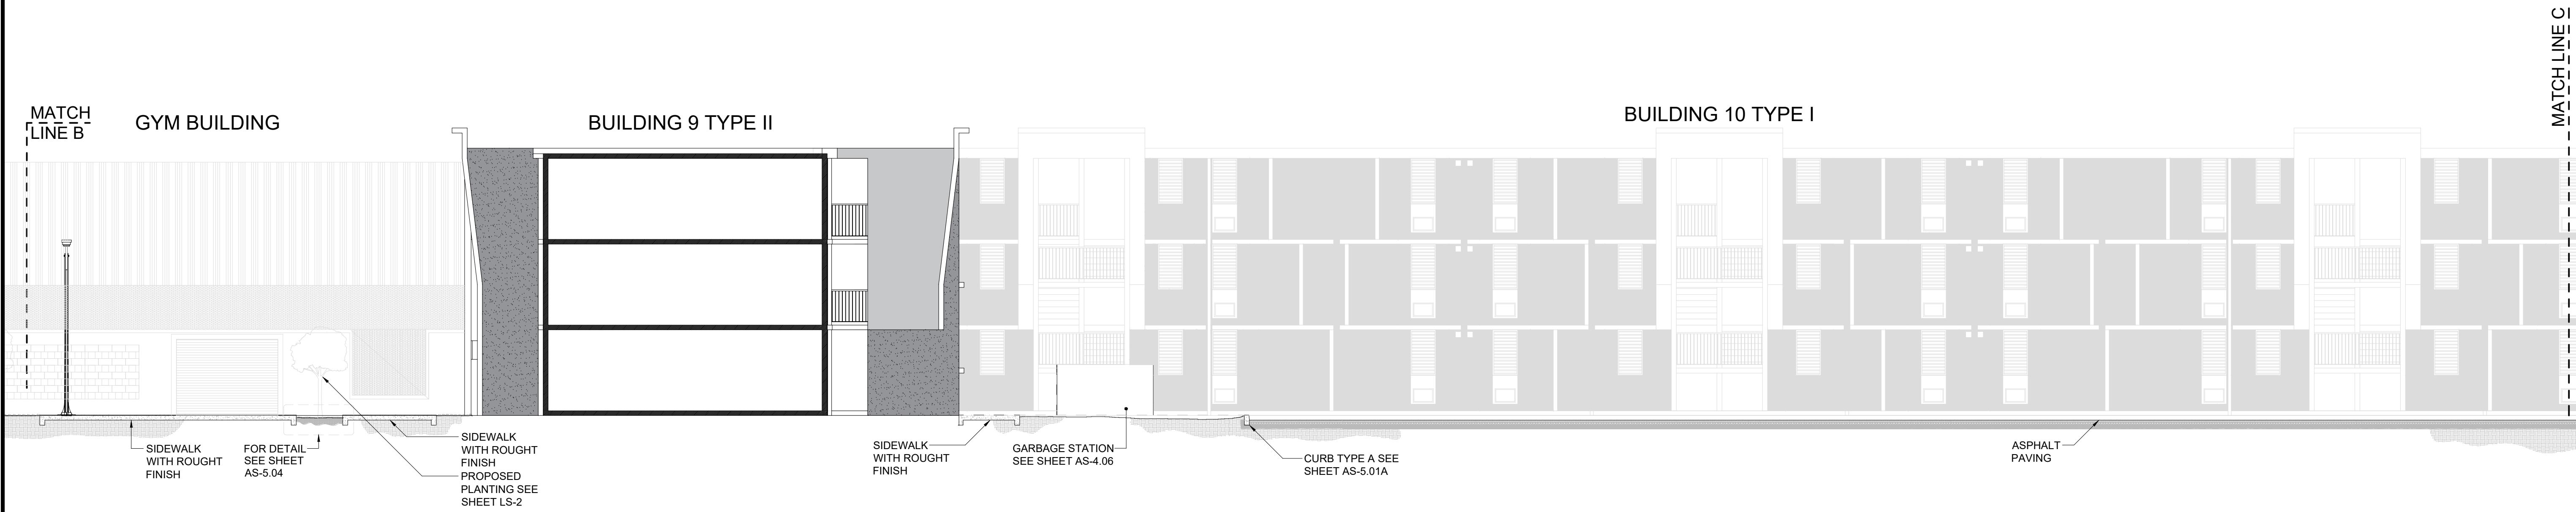 MATCH
LINE B
GYM BUILDING
BUILDING 9 TYPE II
BUILDING 10 TYPE I
MATCH LINE C
SIDEWALK
WITH ROUGHT
FINISH
FOR DETAIL
SEE SHEET
AS-5.04
SIDEWALK
WITH ROUGHT
FINISH
PROPOSED
PLANTING SEE
SHEET LS-2
SIDEWALK
WITH ROUGHT
FINISH
GARBAGE STATION
SEE SHEET AS-4.06
CURB TYPE A SEE
SHEET AS-5.01A
ASPHALT
PAVING